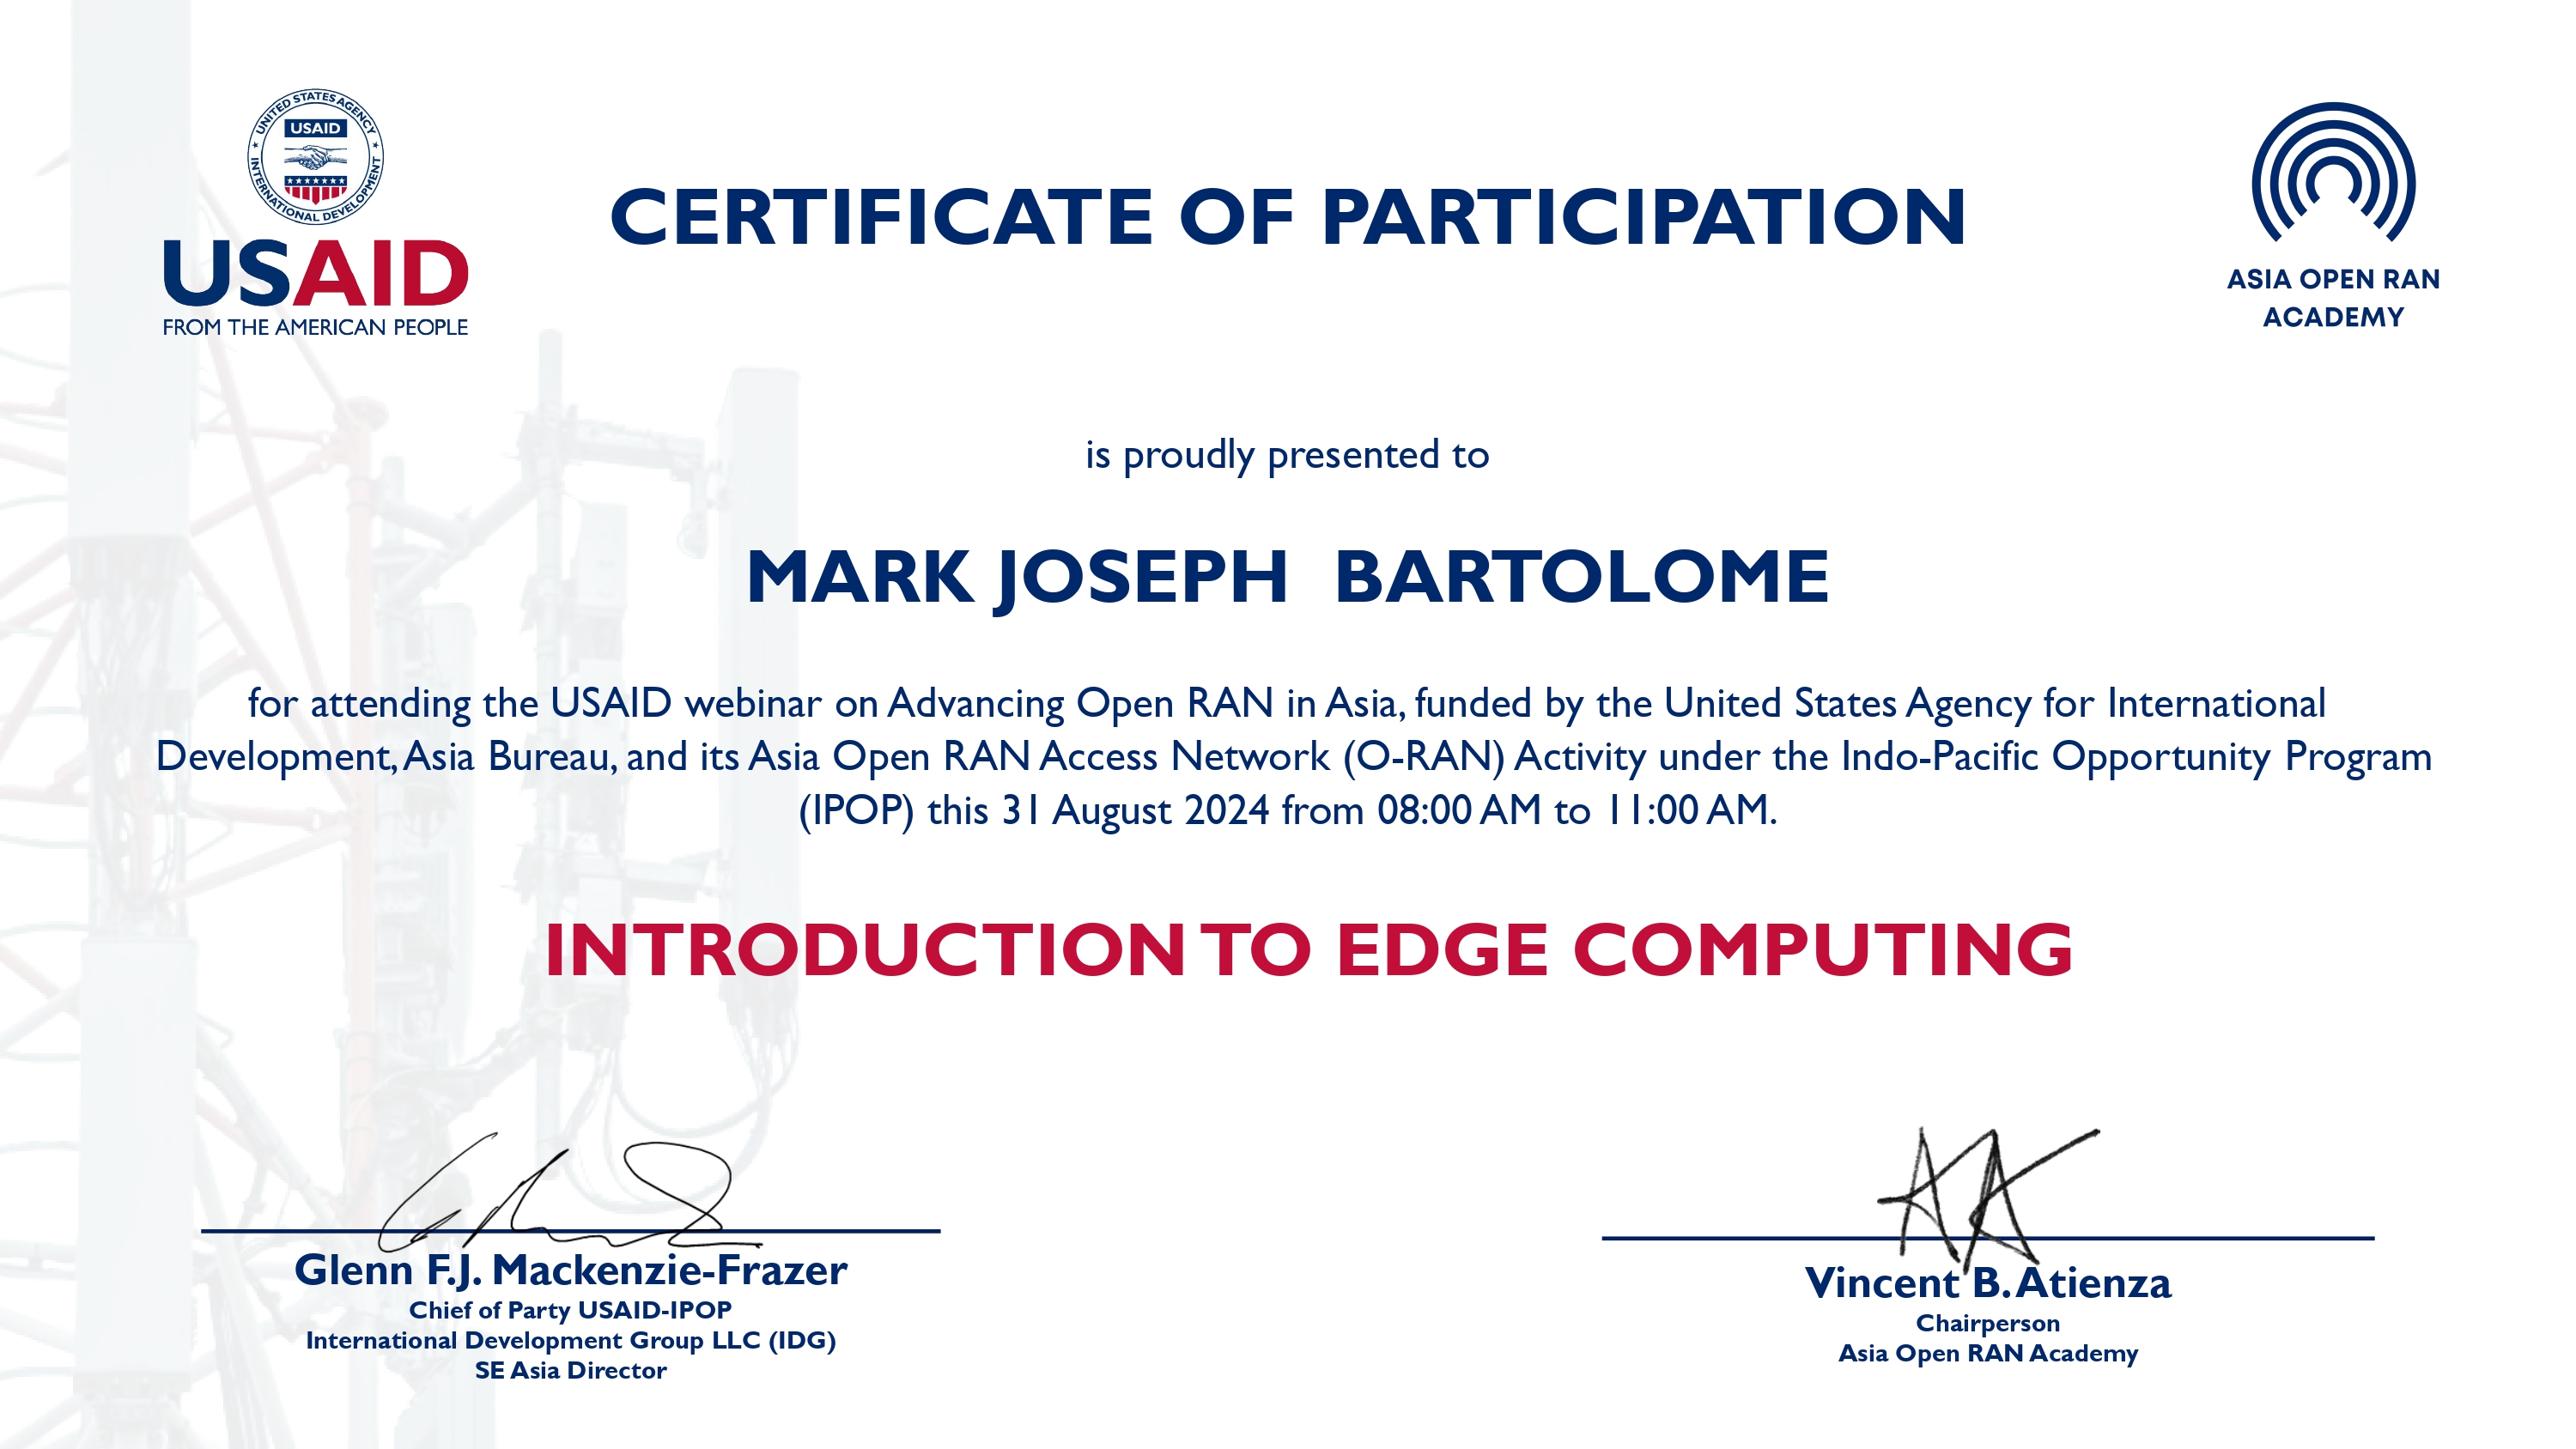 UNITED STATES AGENCY
USAID
INTERNATIONAL DEVELOPMENT
USAID
FROM THE AMERICAN PEOPLE
CERTIFICATE OF PARTICIPATION
ASIA OPEN RAN
ACADEMY
is proudly presented to
MARK JOSEPH  BARTOLOME
for attending the USAID webinar on Advancing Open RAN in Asia, funded by the United States Agency for International
Development, Asia Bureau, and its Asia Open RAN Access Network (O-RAN) Activity under the Indo-Pacific Opportunity Program
(IPOP) this 31 August 2024 from 08:00 AM to 11:00 AM.
INTRODUCTION TO EDGE COMPUTING
Glenn F.J. Mackenzie-Frazer
Chief of Party USAID-IPOP
International Development Group LLC (IDG)
SE Asia Director
Vincent B. Atienza
Chairperson
Asia Open RAN Academy